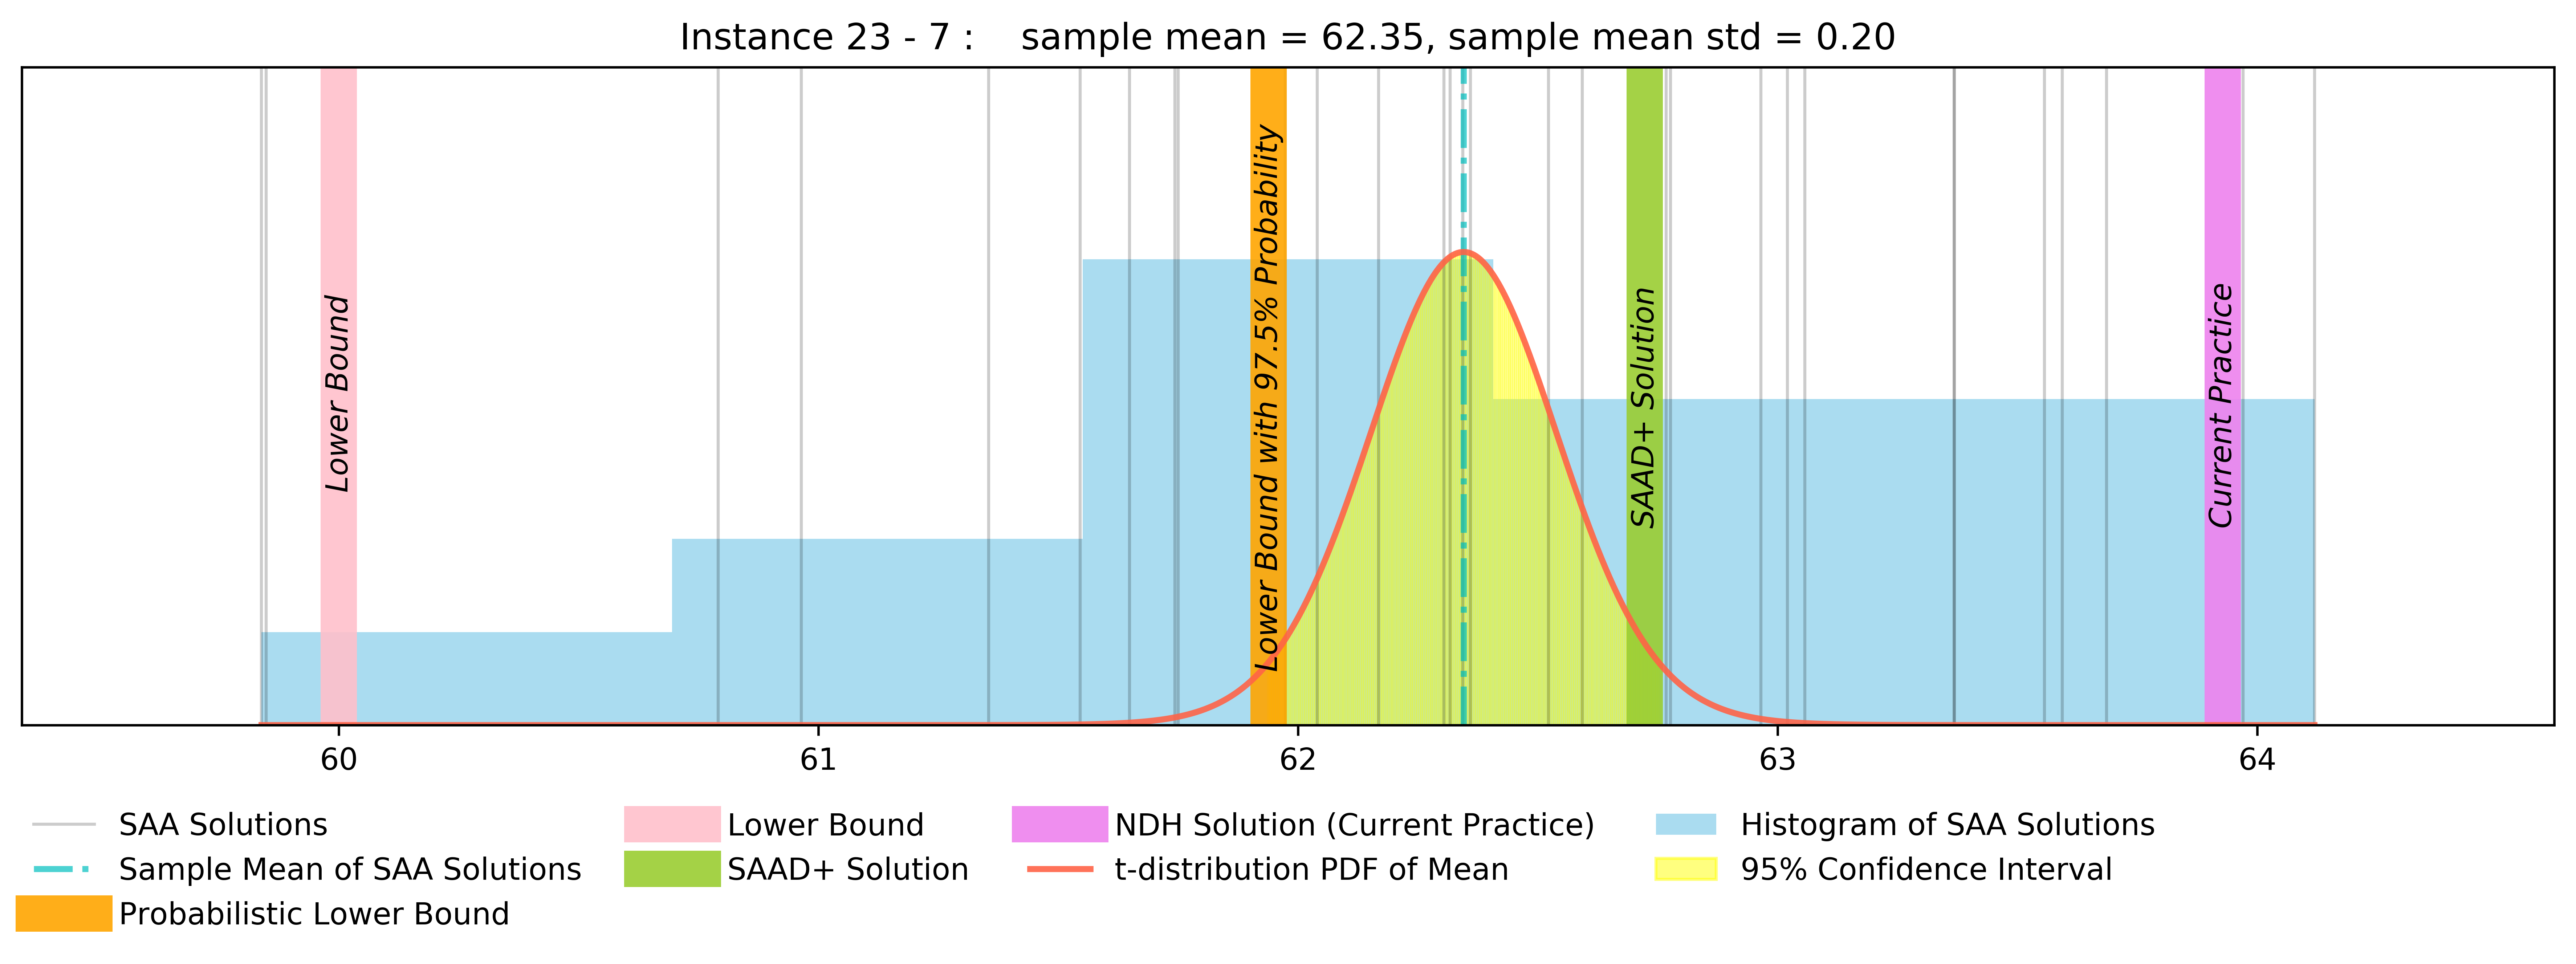 Instance 23 - 7 :    sample mean = 62.35, sample mean std = 0.20
Lower Bound
Lower Bound with 97.5% Probability
SAAD+ Solution
Current Practice
60
61
62
63
64
SAA Solutions
Sample Mean of SAA Solutions
Probabilistic Lower Bound
Lower Bound
SAAD+ Solution
NDH Solution (Current Practice)
t-distribution PDF of Mean
Histogram of SAA Solutions
95% Confidence Interval